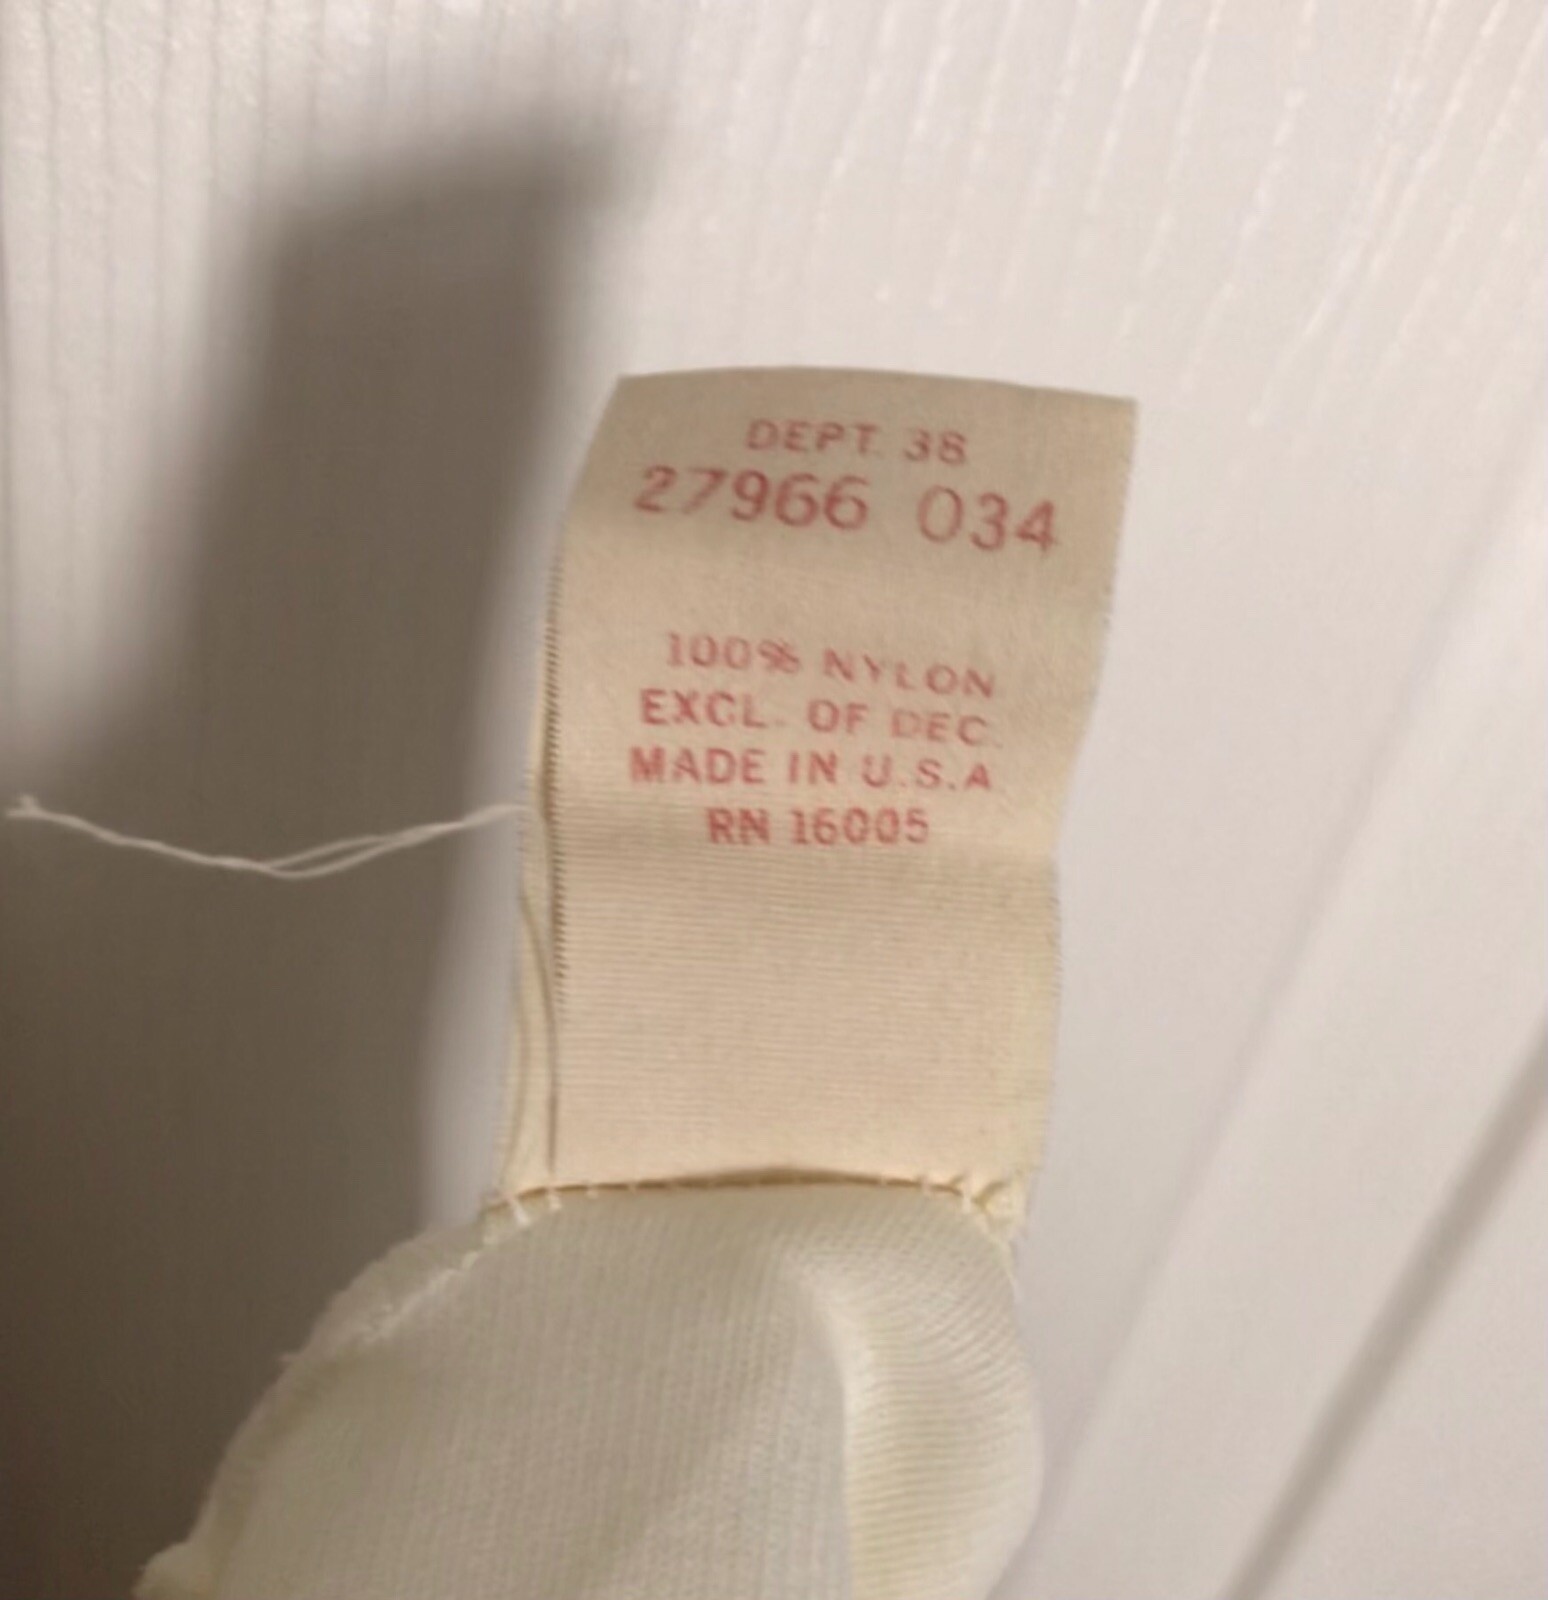 DEPT. 38
27966 034
100% NYLON
EXCL. OF DEC.
MADE IN U.S.A
RN 16005